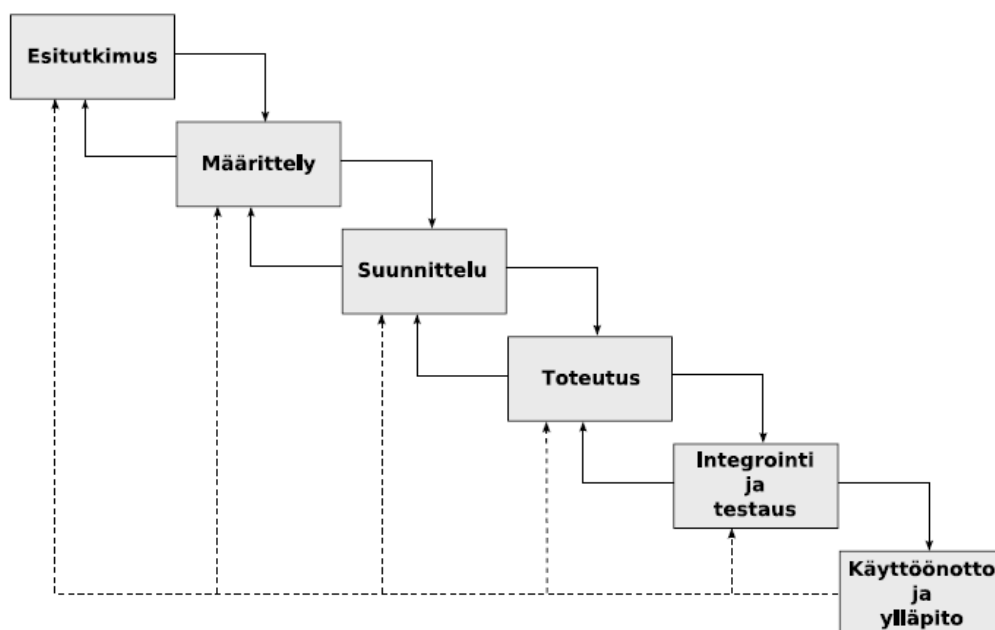 Esitutkimus
Määrittely
Suunnittelu
Toteutus
Integrointi
ja
testaus
Käyttöönotto
ja
ylläpito